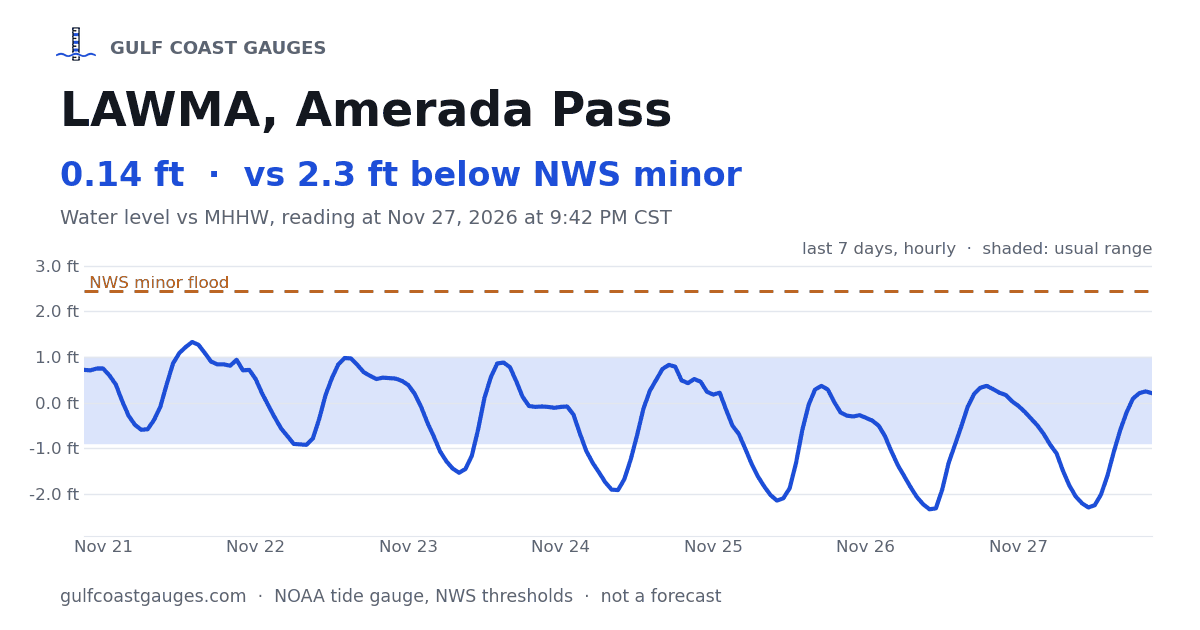 GULF COAST GAUGES
LAWMA, Amerada Pass
0.14 ft · vs 2.3 ft below NWS minor
Water level vs MHHW, reading at Nov 27, 2026 at 9:42 PM CST
last 7 days, hourly · shaded: usual range
3.0 ft
NWS minor flood
2.0 ft
1.0 ft
0.0 ft
-1.0 ft
-2.0 ft
Nov 21 Nov 22 Nov 23 Nov 24 Nov 25 Nov 26 Nov 27
gulfcoastgauges.com · NOAA tide gauge, NWS thresholds · not a forecast